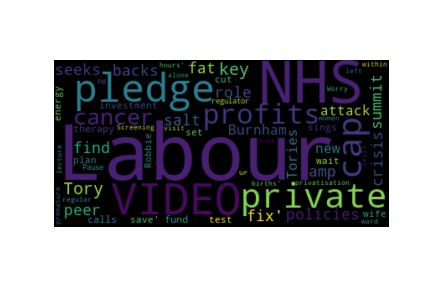 seeks backs fat key NHS
energy PM hours' alone cut role within left
pledge investment regulator Worry summit
cancer profits attack women
therapy Screening visit salt set Burnham sings cap crisis
Labour Tories new
lecture find Robbie wait
plan Pause amp
Tory VIDEO births' privatisation
premature regular peer private
fix' policies wife
calls save' fund test ward